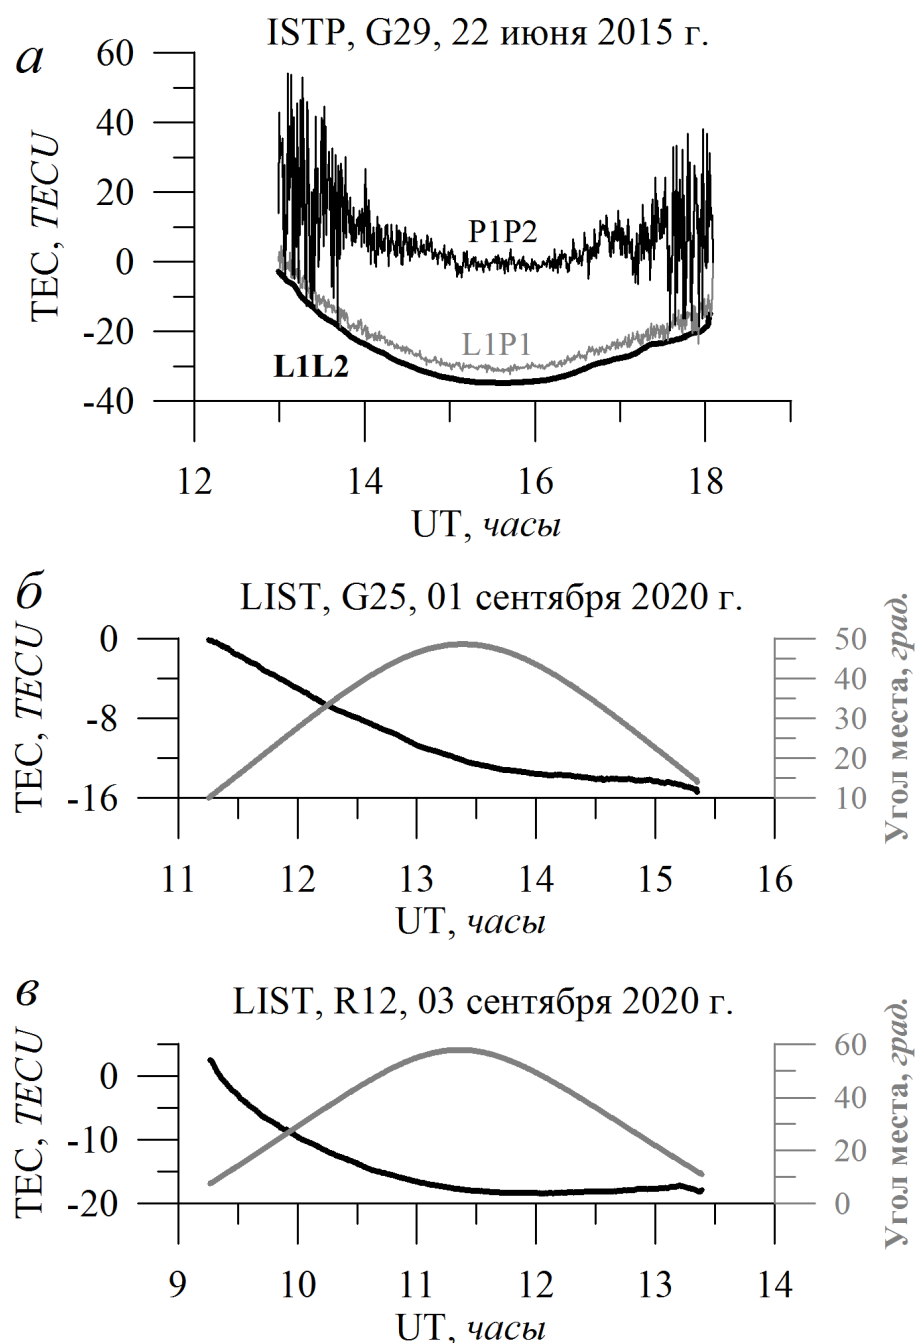 а
ISTP, G29, 22 июня 2015 г.
60
40
20
0
-20
-40
TEC, TECU
P1P2
L1P1
L1L2
12 14 16 18
UT, часы
б
LIST, G25, 01 сентября 2020 г.
0
-8
-16
TEC, TECU
50
40
30
20
10
Угол места, град.
11 12 13 14 15 16
UT, часы
в
LIST, R12, 03 сентября 2020 г.
0
-10
-20
TEC, TECU
60
40
20
0
Угол места, град.
9 10 11 12 13 14
UT, часы